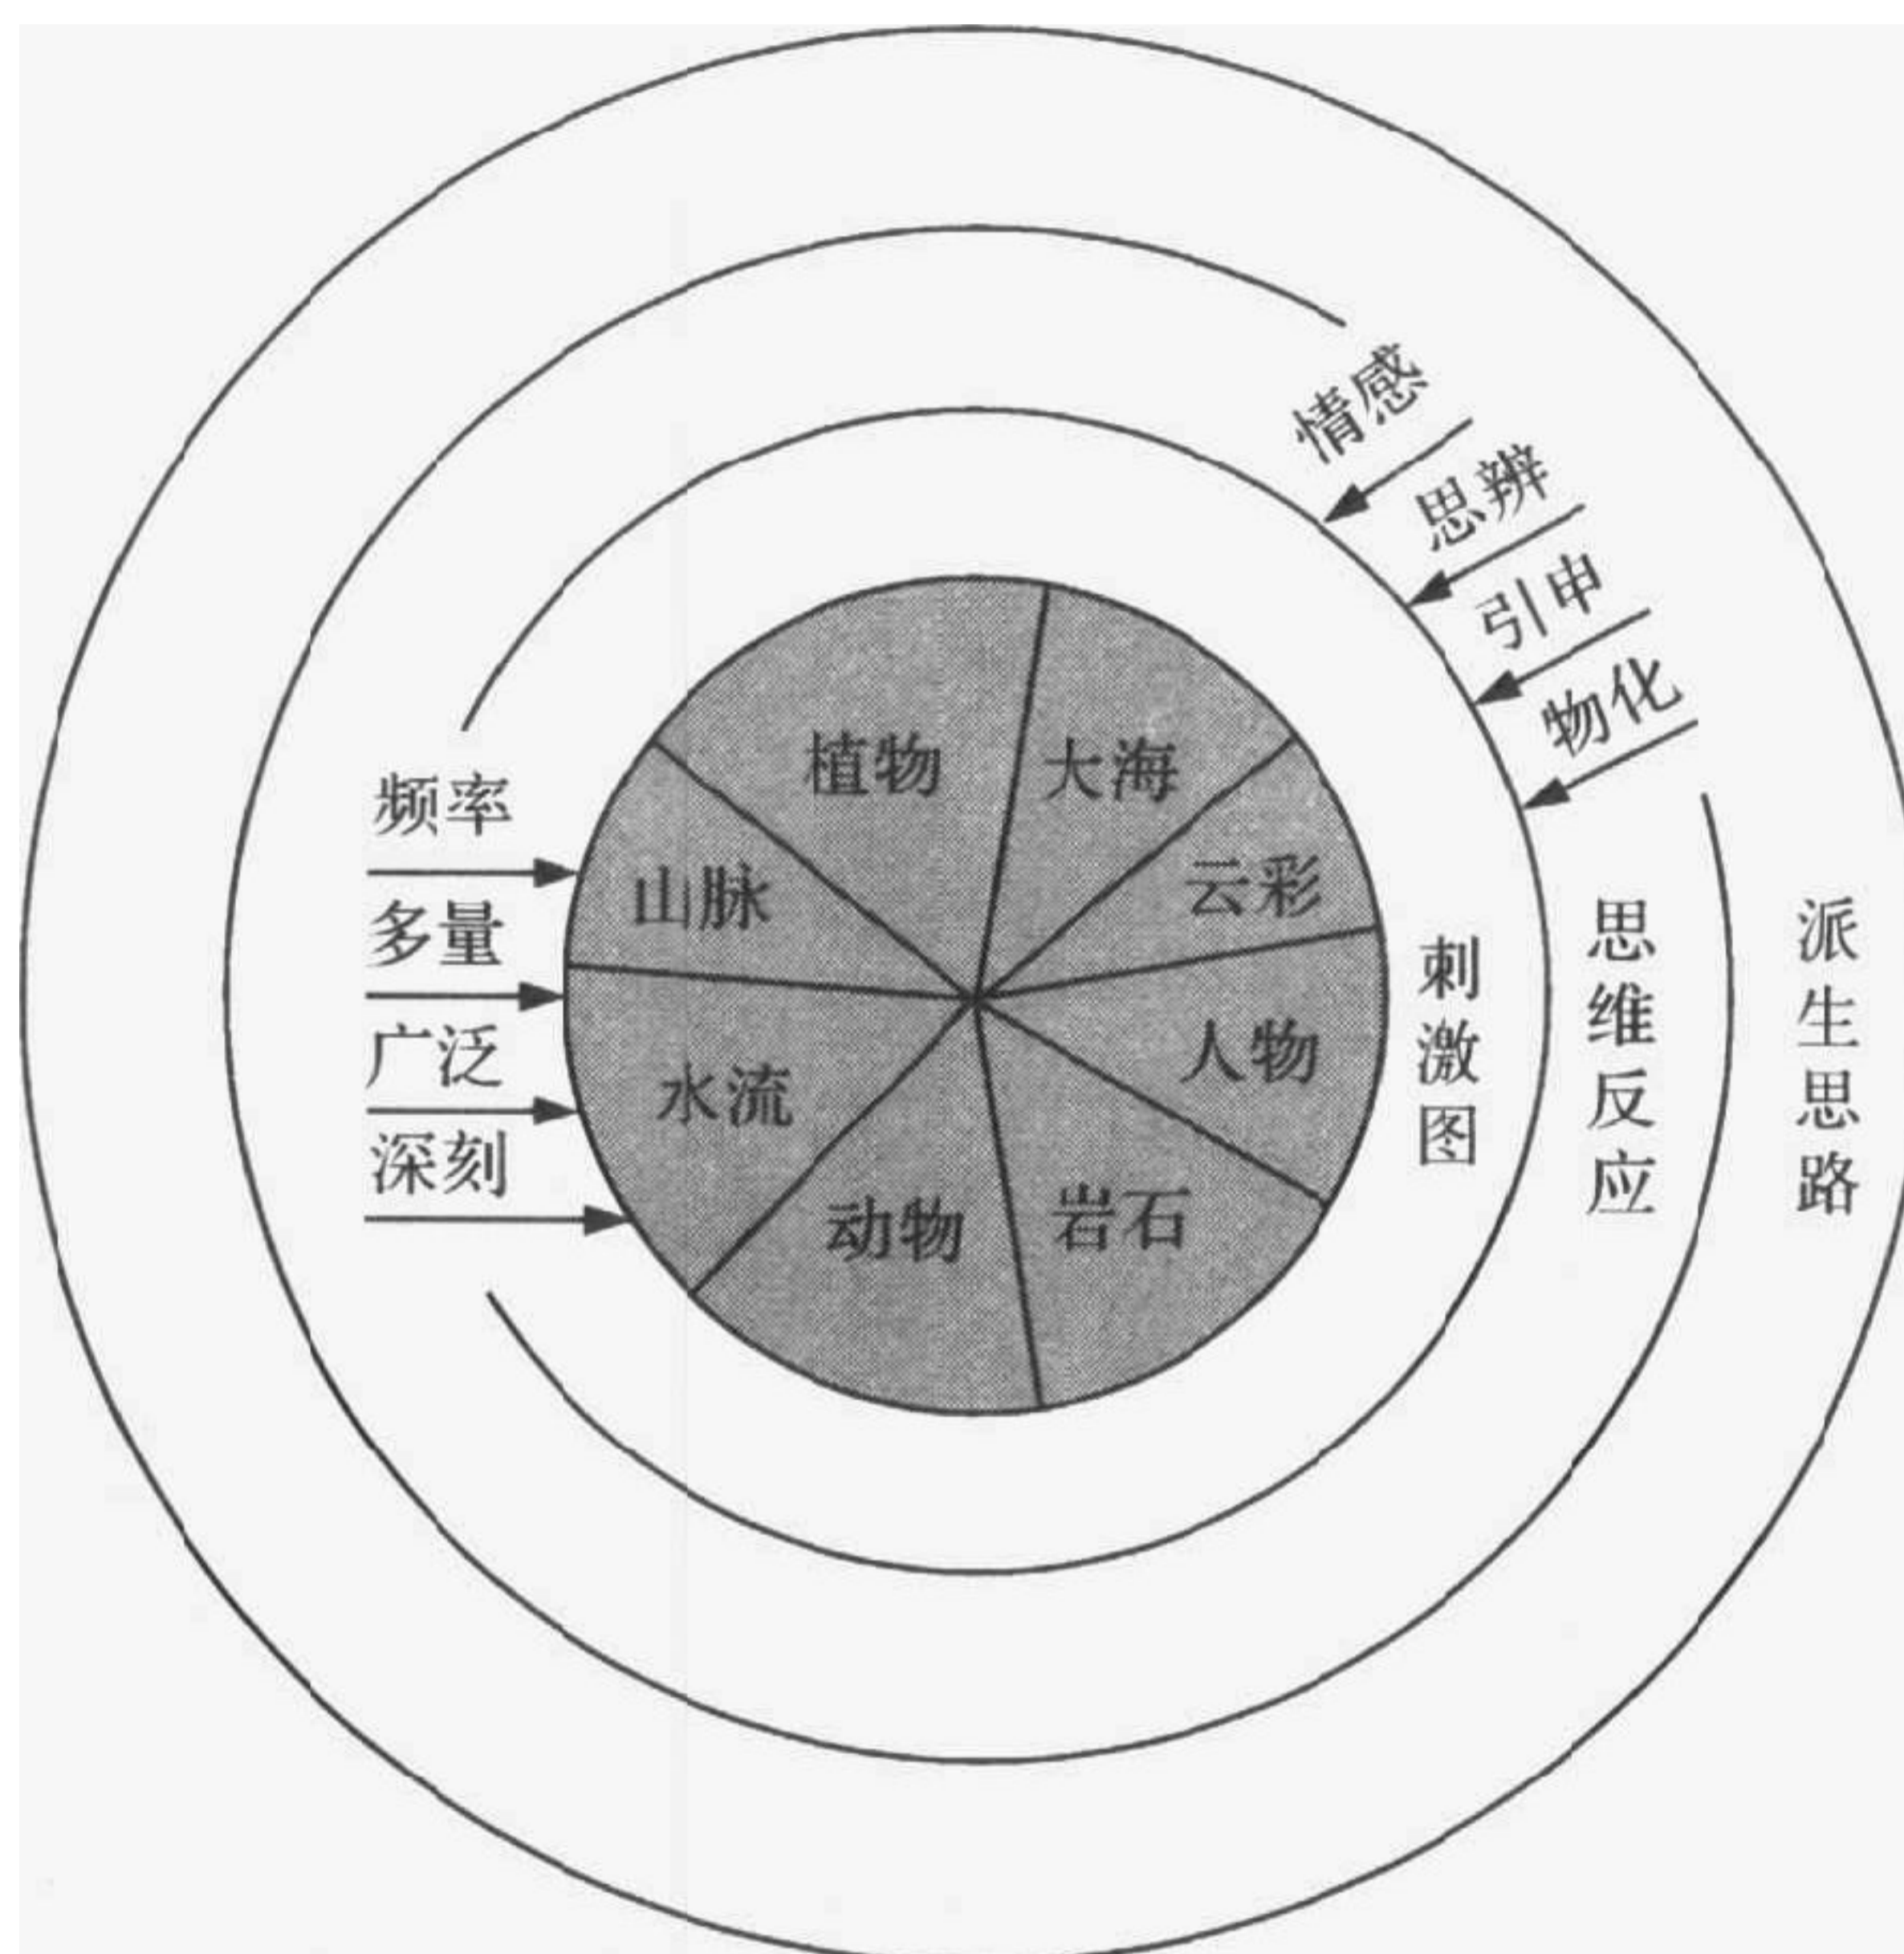 情感
思辨
引申
物化
植物
大海
频率
山脉
云彩
多量
广泛
水流
人物
深刻
动物
岩石
刺激图
思维反应
派生思路